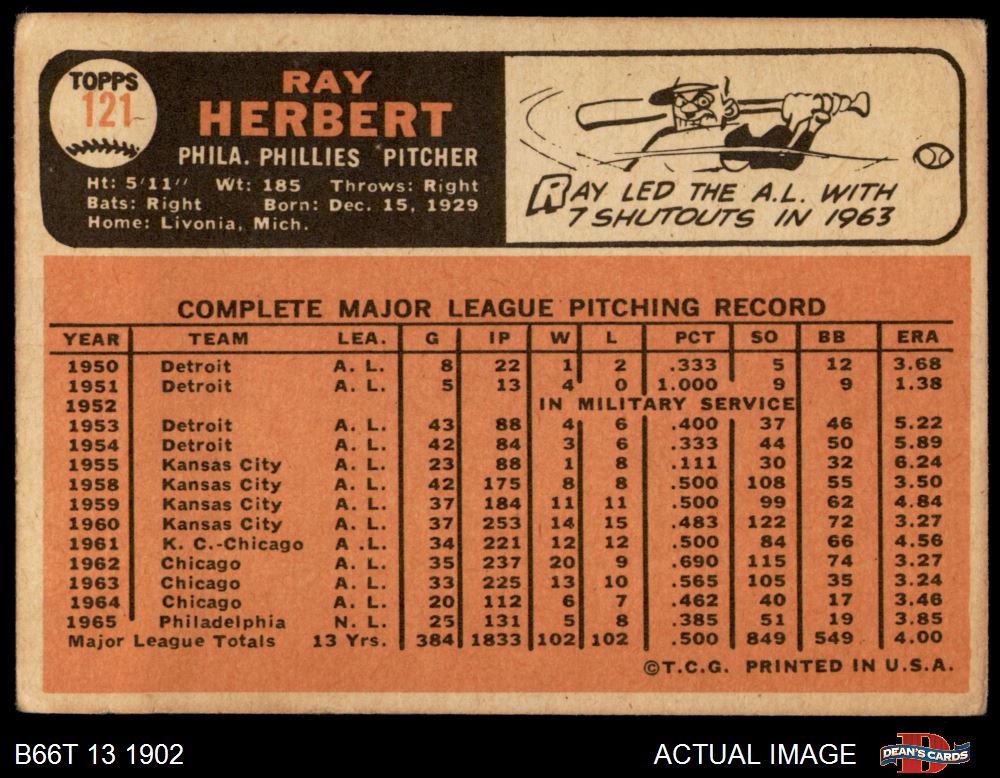 TOPPS
121
RAY
HERBERT
PHILA. PHILLIES PITCHER
Ht: 5'11" Wt: 185 Throws: Right
Bats: Right Born: Dec. 15, 1929
Home: Livonia, Mich.
RAY LED THE A.L. WITH
7 SHUTOUTS IN 1963
COMPLETE MAJOR LEAGUE PITCHING RECORD
YEAR TEAM LEA. G IP W L PCT SO BB ERA
1950 Detroit A. L. 8 22 1 2 .333 5 12 3.68
1951 Detroit A. L. 5 13 4 0 1.000 9 9 1.38
1952 IN MILITARY SERVICE
1953 Detroit A. L. 43 88 4 6 .400 37 46 5.22
1954 Detroit A. L. 42 84 3 6 .333 44 50 5.89
1955 Kansas City A. L. 23 88 1 8 .111 30 32 6.24
1958 Kansas City A. L. 42 175 8 8 .500 108 55 3.50
1959 Kansas City A. L. 37 184 11 11 .500 99 62 4.84
1960 Kansas City A. L. 37 253 14 15 .483 122 72 3.27
1961 K. C.-Chicago A .L. 34 221 12 12 .500 84 66 4.56
1962 Chicago A. L. 35 237 20 9 .690 115 74 3.27
1963 Chicago A. L. 33 225 13 10 .565 105 35 3.24
1964 Chicago A. L. 20 112 6 7 .462 40 17 3.46
1965 Philadelphia N. L. 25 131 5 8 .385 51 19 3.85
Major League Totals 13 Yrs. 384 1833 102 102 .500 849 549 4.00
©T.C.G. PRINTED IN U.S.A.
B66T 13 1902
ACTUAL IMAGE
DEAN'S CARDS